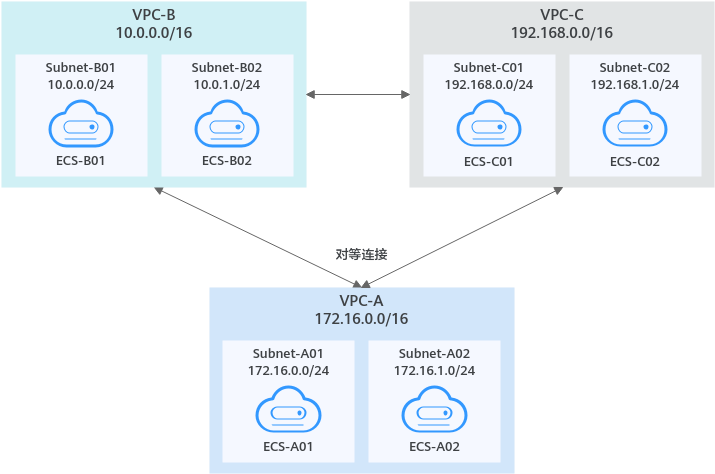 VPC-B
10.0.0.0/16
Subnet-B01
10.0.0.0/24
ECS-B01
Subnet-B02
10.0.1.0/24
ECS-B02
VPC-C
192.168.0.0/16
Subnet-C01
192.168.0.0/24
ECS-C01
Subnet-C02
192.168.1.0/24
ECS-C02
对等连接
VPC-A
172.16.0.0/16
Subnet-A01
172.16.0.0/24
ECS-A01
Subnet-A02
172.16.1.0/24
ECS-A02